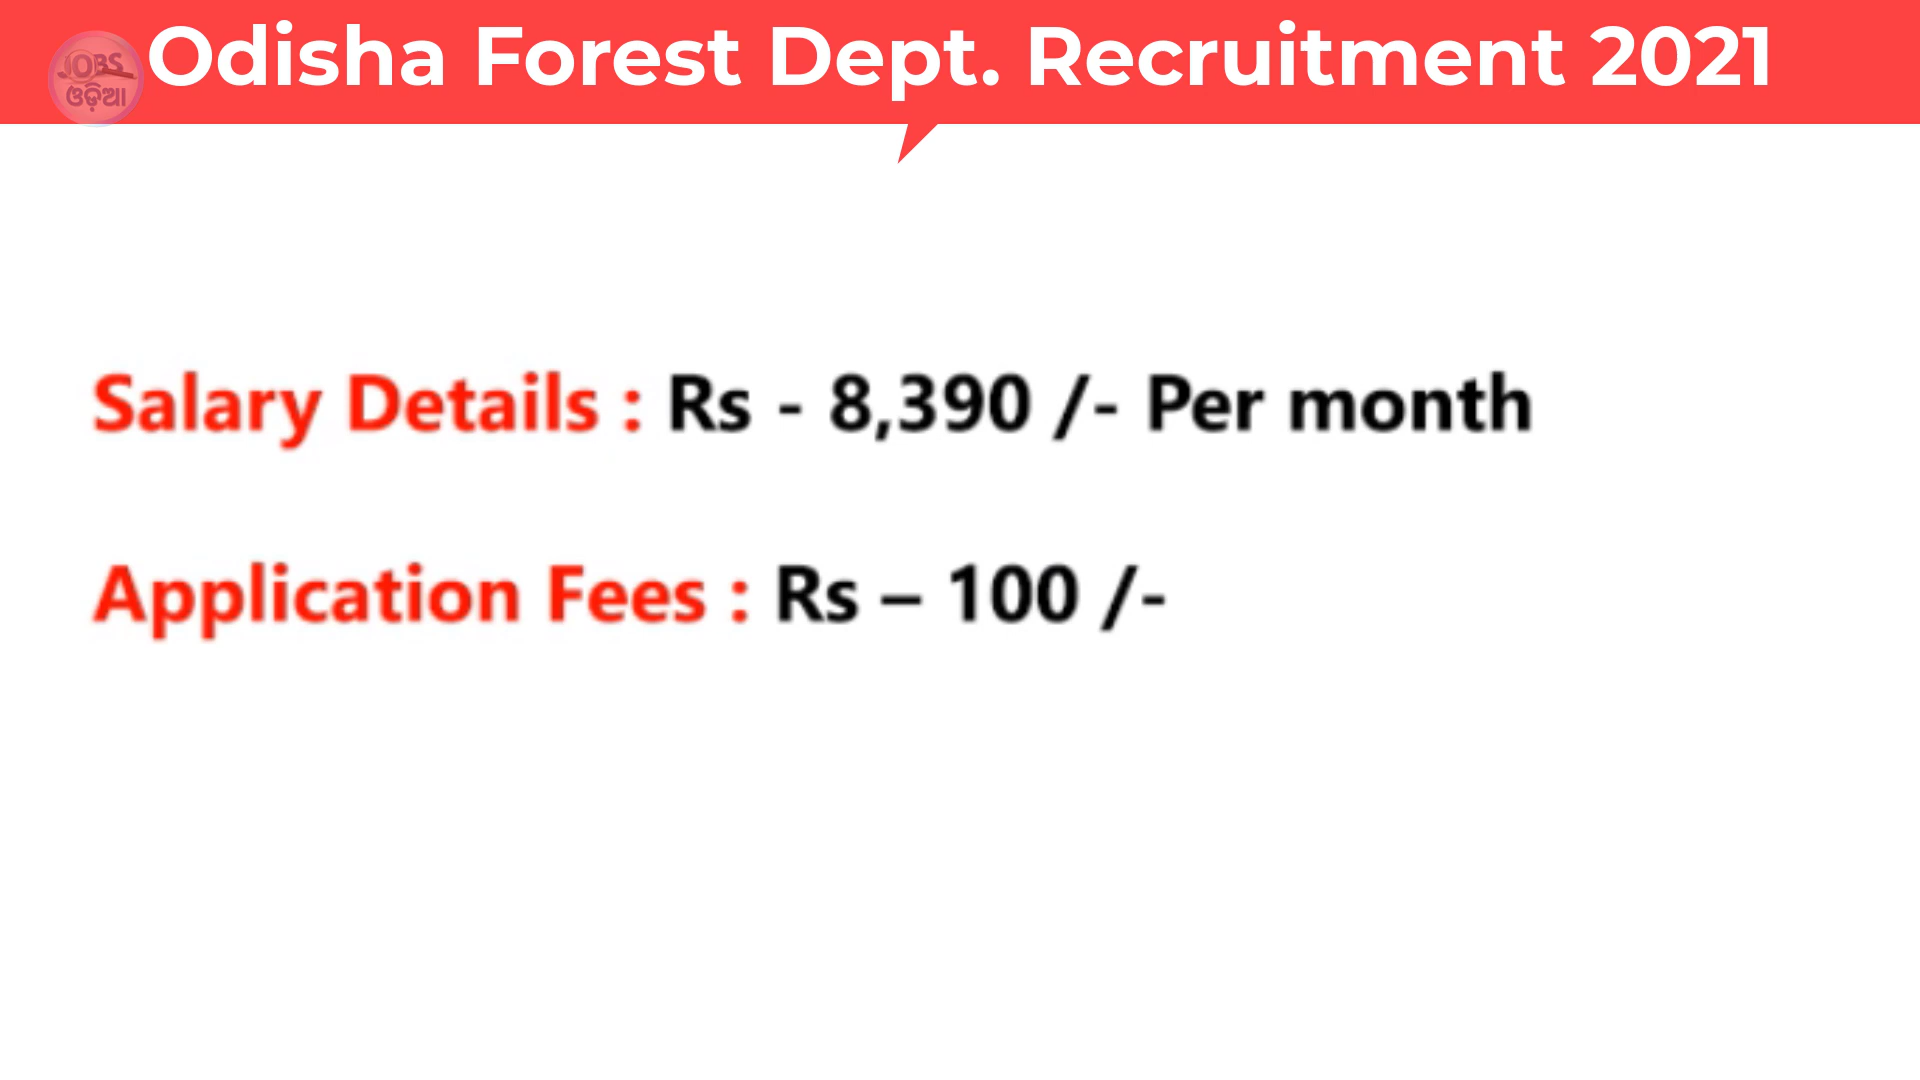 Odisha Forest Dept. Recruitment 2021
JOBS
ଓଡ଼ିଆ
Salary Details : Rs - 8,390 /- Per month
Application Fees : Rs – 100 /-